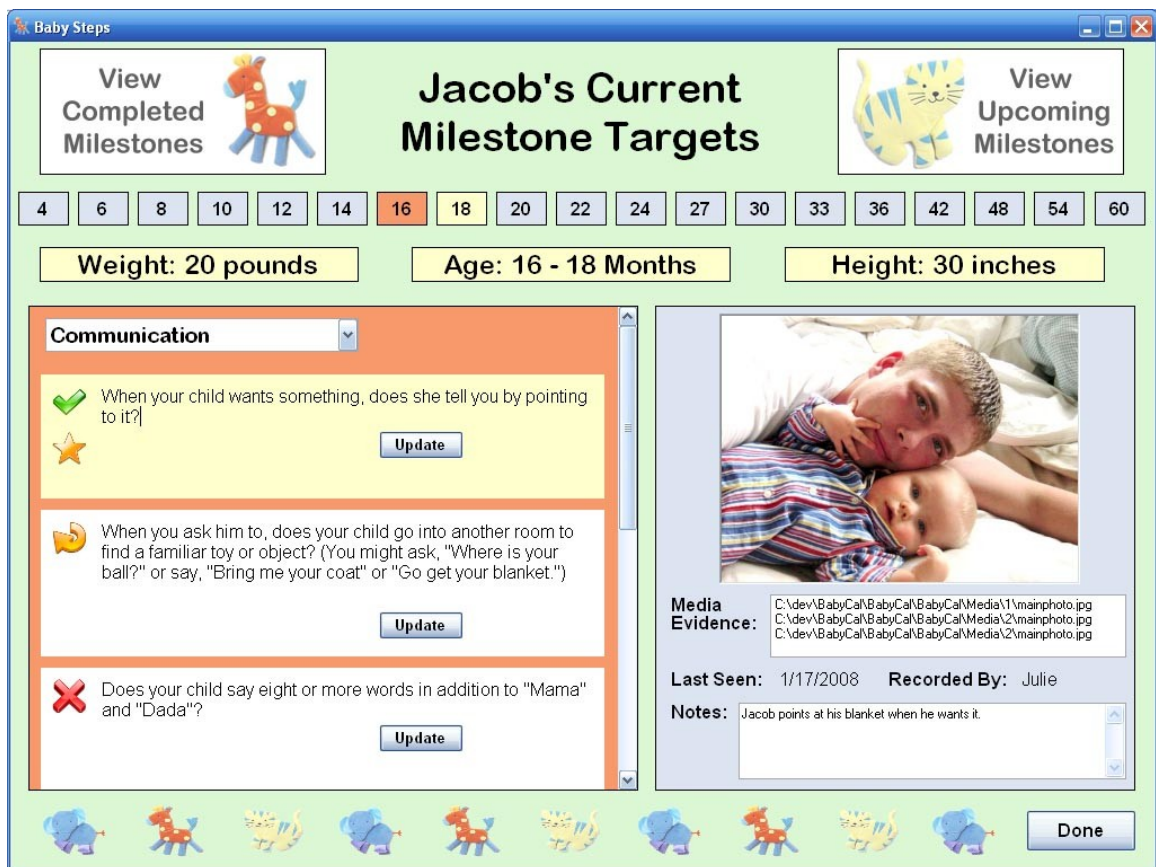 Baby Steps
View
Completed
Milestones
Jacob's Current
Milestone Targets
View
Upcoming
Milestones
4 6 8 10 12 14 16 18 20 22 24 27 30 33 36 42 48 54 60
Weight: 20 pounds
Age: 16 - 18 Months
Height: 30 inches
Communication
When your child wants something, does she tell you by pointing
to it?
Update
When you ask him to, does your child go into another room to
find a familiar toy or object? (You might ask, "Where is your
ball?" or say, "Bring me your coat" or "Go get your blanket.")
Update
Does your child say eight or more words in addition to "Mama"
and "Dada"?
Update
Media
Evidence:
C:\dev\BabyCal\BabyCal\BabyCal\Media\1\mainphoto.jpg
C:\dev\BabyCal\BabyCal\BabyCal\Media\2\mainphoto.jpg
C:\dev\BabyCal\BabyCal\BabyCal\Media\2\mainphoto.jpg
Last Seen: 1/17/2008 Recorded By: Julie
Notes: Jacob points at his blanket when he wants it.
Done